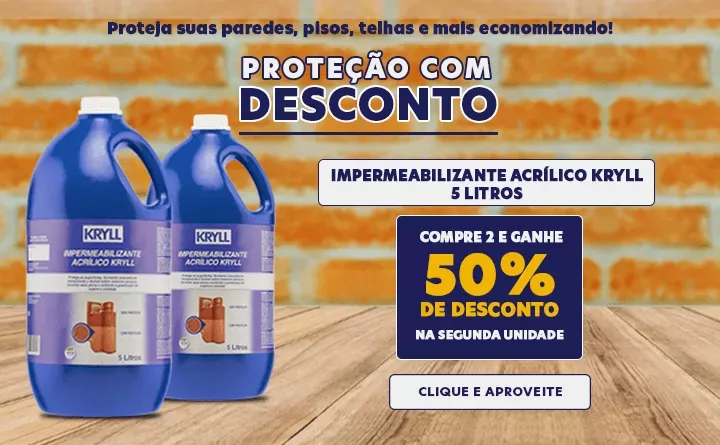 Proteja suas paredes, pisos, telhas e mais economizando!
PROTEÇÃO COM
DESCONTO
IMPERMEABILIZANTE ACRÍLICO KRYLL
5 LITROS
COMPRE 2 E GANHE
50%
DE DESCONTO
NA SEGUNDA UNIDADE
CLIQUE E APROVEITE
KRYLL
IMPERMEABILIZANTE
ACRÍLICO KRYLL
5 Litros
KRYLL
IMPERMEABILIZANTE
ACRÍLICO KRYLL
5 Litros